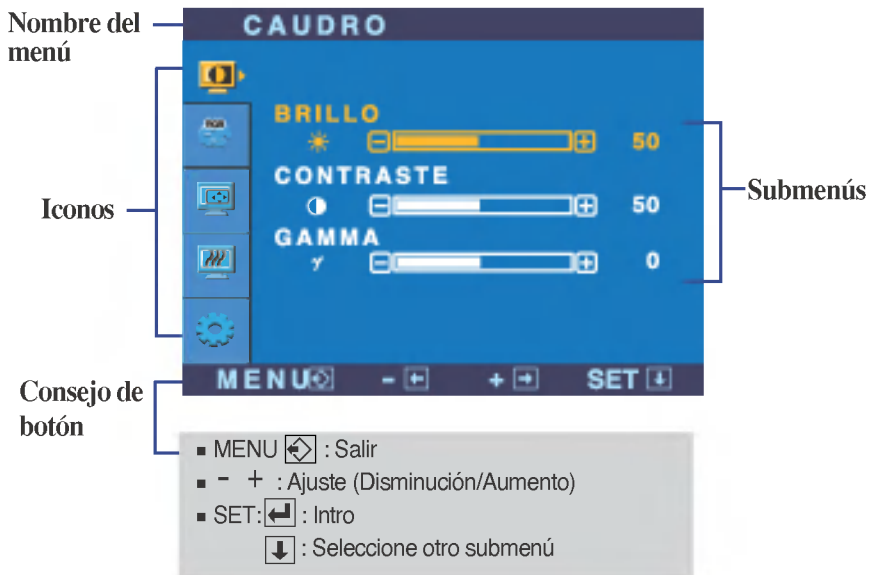 Nombre del
menú
CAUDRO
RGB
BRILLO
50
CONTRASTE
50
GAMMA
γ
0
Iconos
Submenús
MENU - + SET
Consejo de
botón
▪ MENU : Salir
▪ - + : Ajuste (Disminución/Aumento)
▪ SET: : Intro
: Seleccione otro submenú